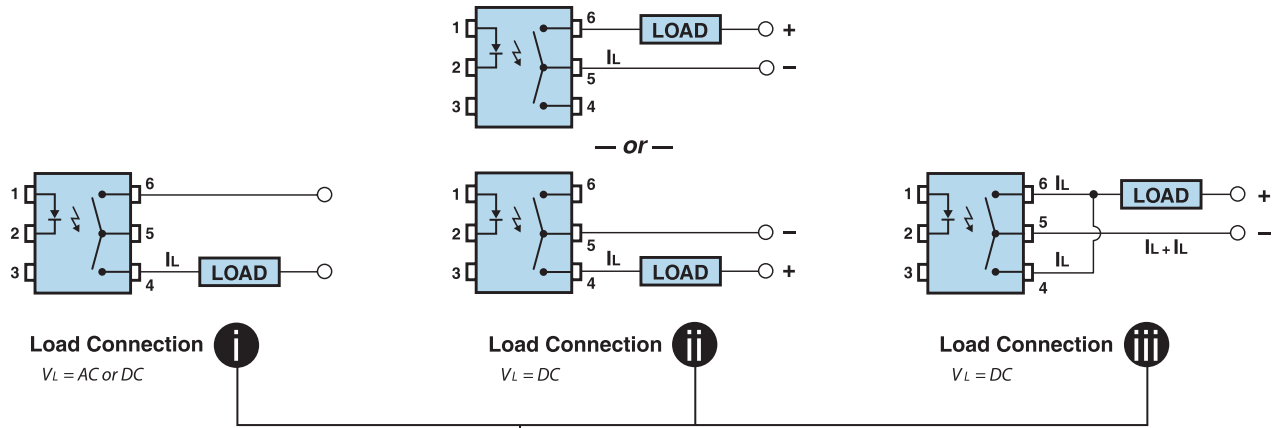 1
2
3
6
5
4
IL
LOAD
+
−
— or —
1
2
3
6
5
4
IL
LOAD
1
2
3
6
5
4
IL
LOAD
−
+
1
2
3
6
5
4
IL
IL
LOAD
+
−
IL + IL
Load Connection i
VL = AC or DC
Load Connection ii
VL = DC
Load Connection iii
VL = DC